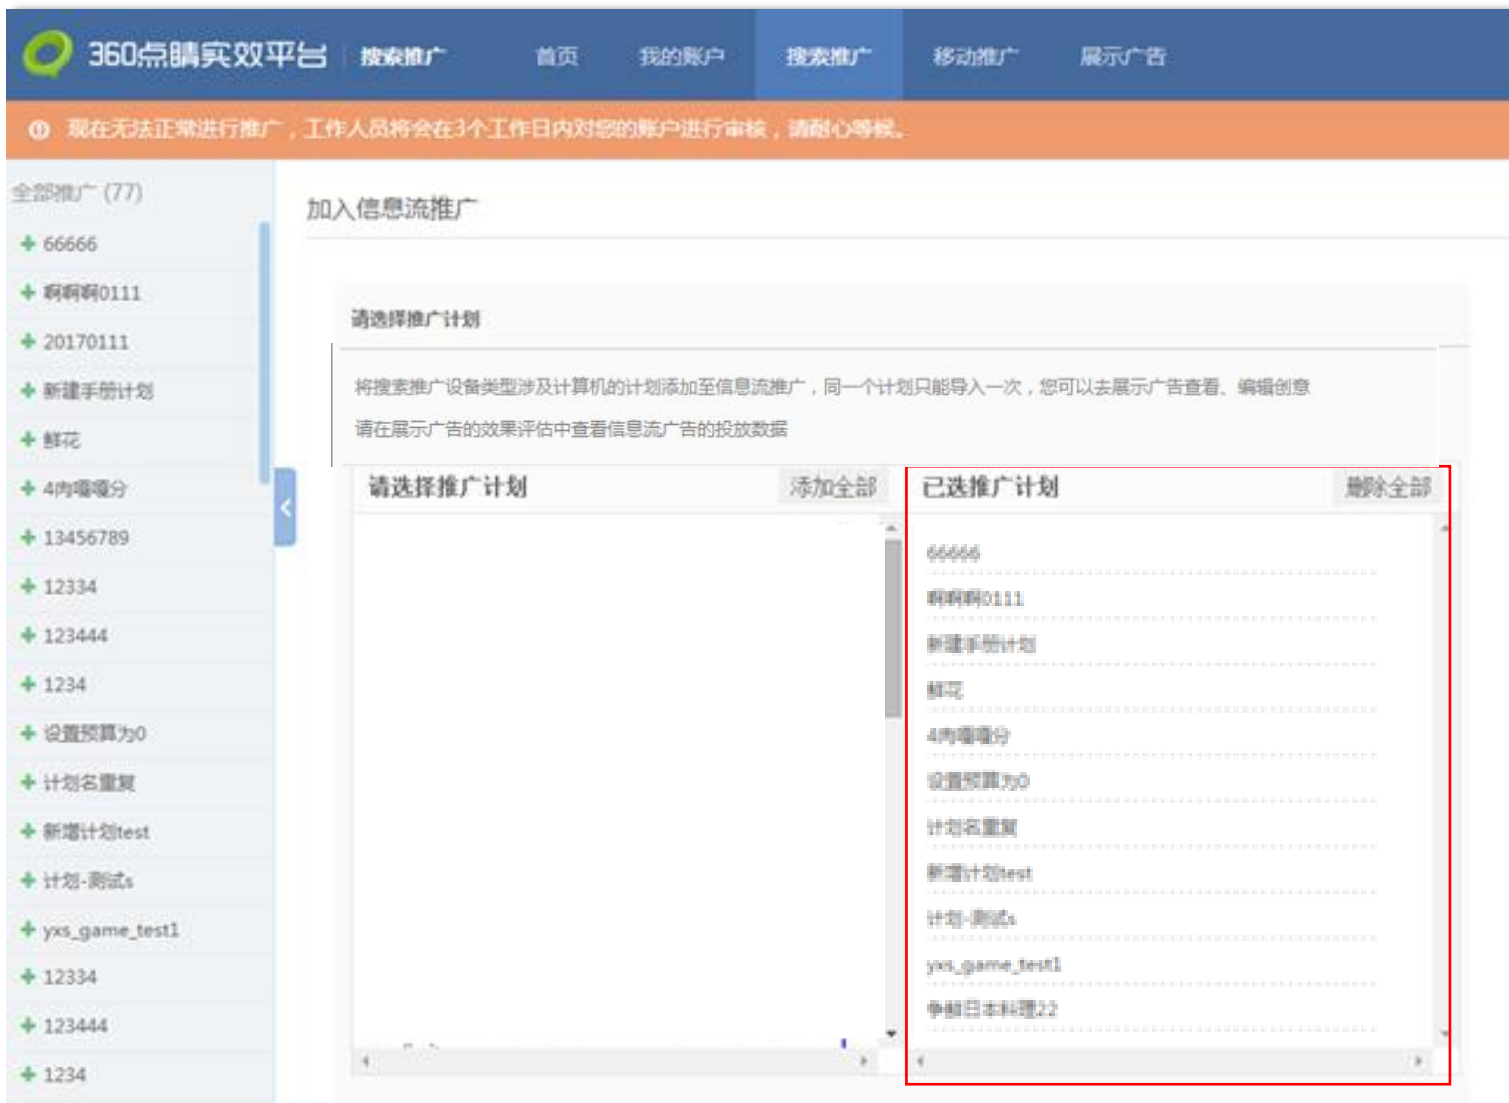 360点睛实效平台 搜索推广 首页 我的账户 搜索推广 移动推广 展示广告
现在无法正常进行推广，工作人员将会在3个工作日内对您的账户进行审核，请耐心等候。
全部推广 (77)
66666
啊啊啊0111
20170111
新建手册计划
鲜花
4肉嘎嘎分
13456789
12334
123444
1234
设置预算为0
计划名重复
新增计划test
计划-测试s
yxs_game_test1
12334
123444
1234
加入信息流推广
请选择推广计划
将搜索推广设备类型涉及计算机的计划添加至信息流推广，同一个计划只能导入一次，您可以去展示广告查看、编辑创意
请在展示广告的效果评估中查看信息流广告的投放数据
请选择推广计划 添加全部
已选推广计划 删除全部
66666
啊啊啊0111
新建手册计划
鲜花
4肉嘎嘎分
设置预算为0
计划名重复
新增计划test
计划-测试s
yxs_game_test1
争鲜日本料理22